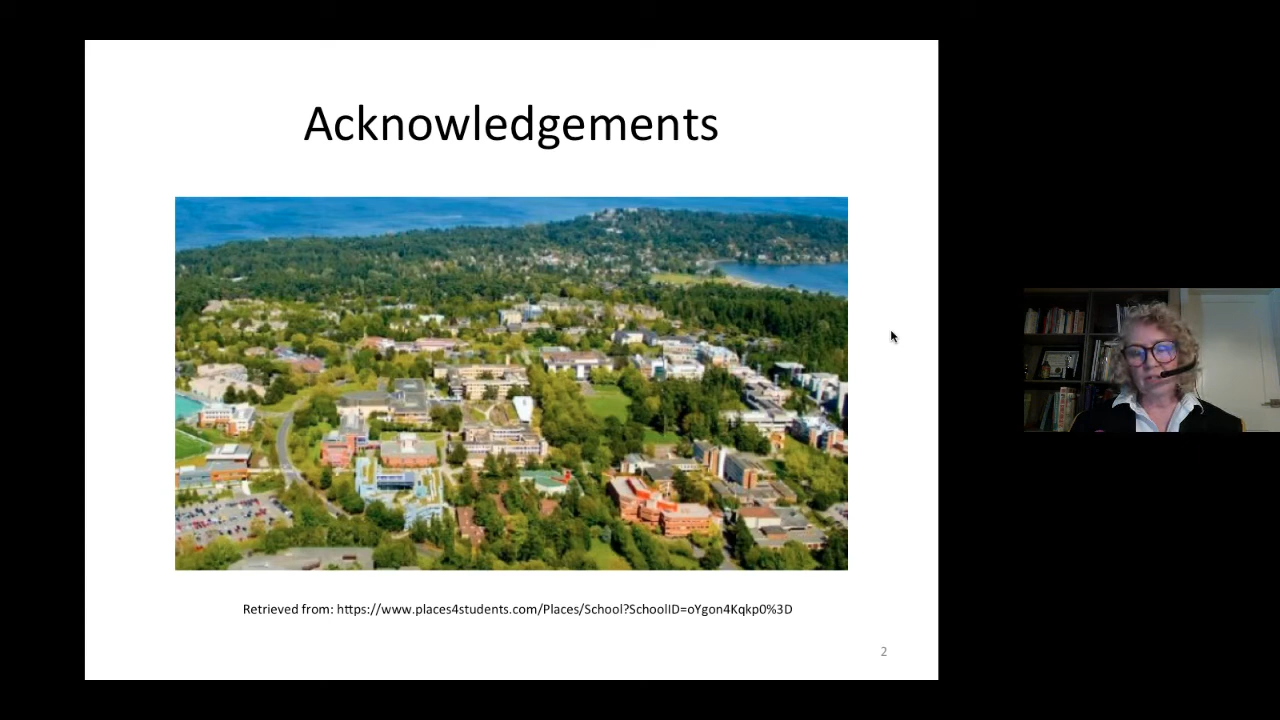 Acknowledgements
Retrieved from: https://www.places4students.com/Places/School?SchoolID=oYgon4Kqkp0%3D
2